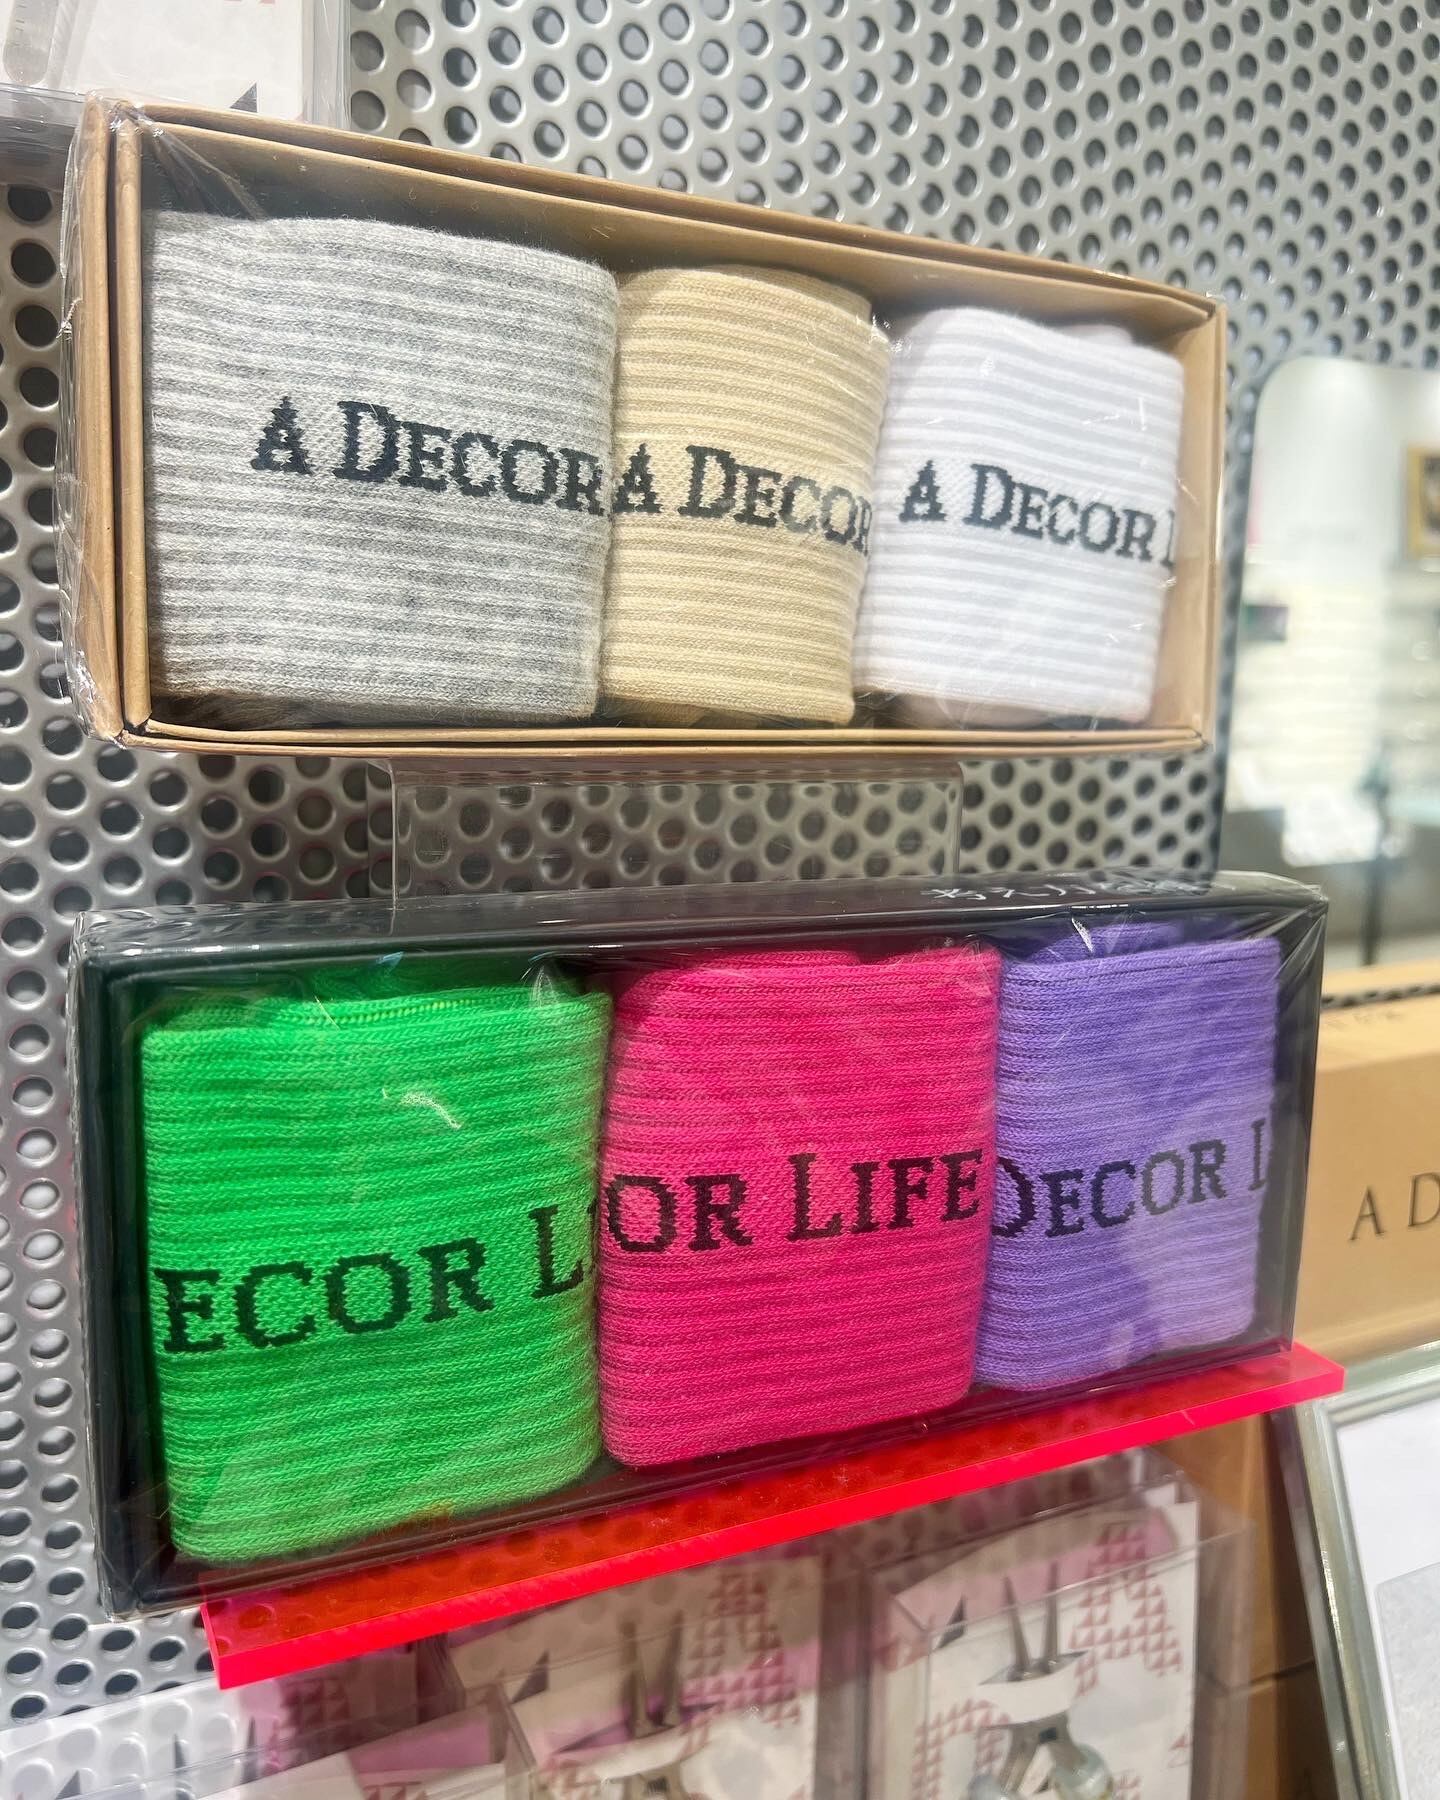 A DECOR
A DECOR
A DECOR L
ECOR L
OR LIFE
DECOR L
A D